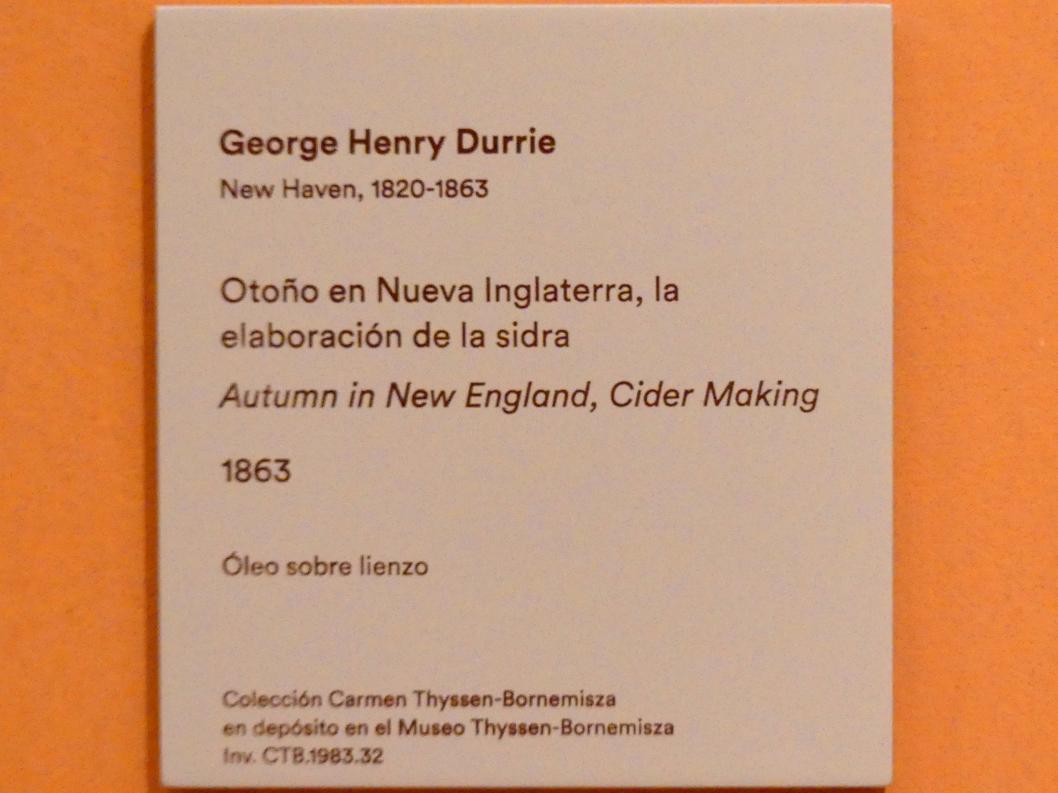 George Henry Durrie
New Haven, 1820-1863
Otoño en Nueva Inglaterra, la
elaboración de la sidra
Autumn in New England, Cider Making
1863
Óleo sobre lienzo
Colección Carmen Thyssen-Bornemisza
en depósito en el Museo Thyssen-Bornemisza
Inv. CTB.1983.32